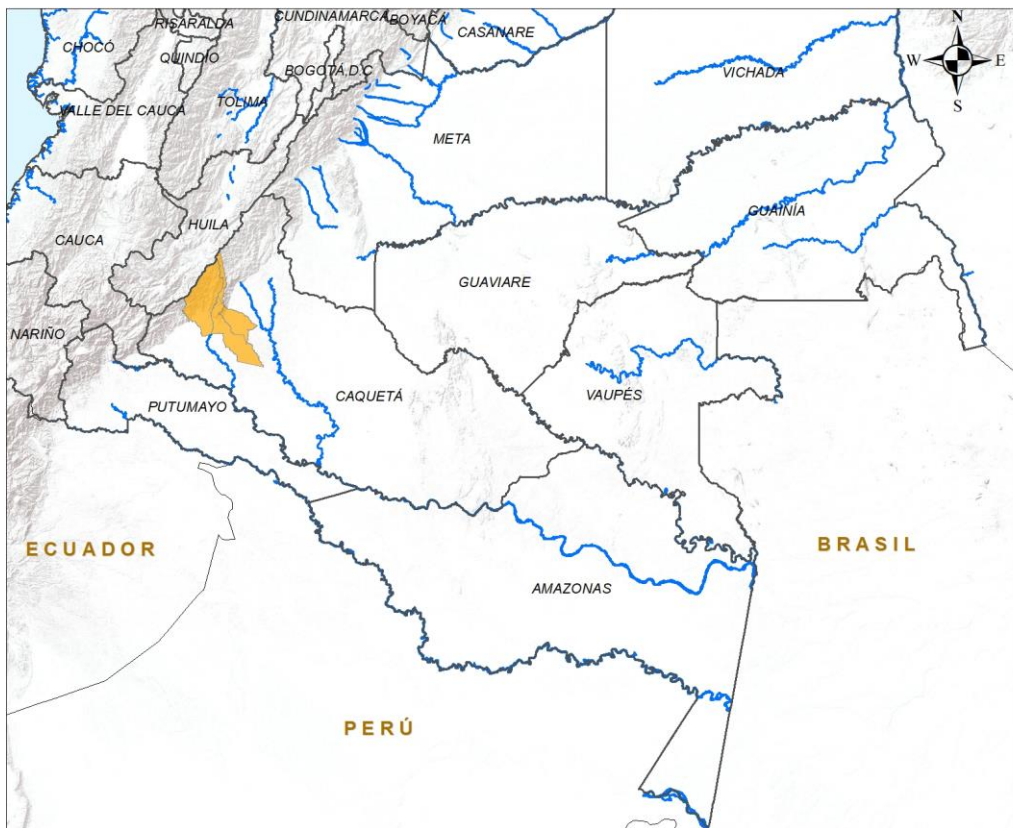 CUNDINAMARCA
BOYACÁ
RISARALDA
CASANARE
CHOCÓ
QUINDÍO
BOGOTÁ,D.C
VICHADA
N
W
E
S
VALLE DEL CAUCA
TOLIMA
META
GUAINÍA
HUILA
CAUCA
GUAVIARE
NARIÑO
CAQUETÁ
VAUPÉS
PUTUMAYO
ECUADOR
BRASIL
AMAZONAS
PERÚ